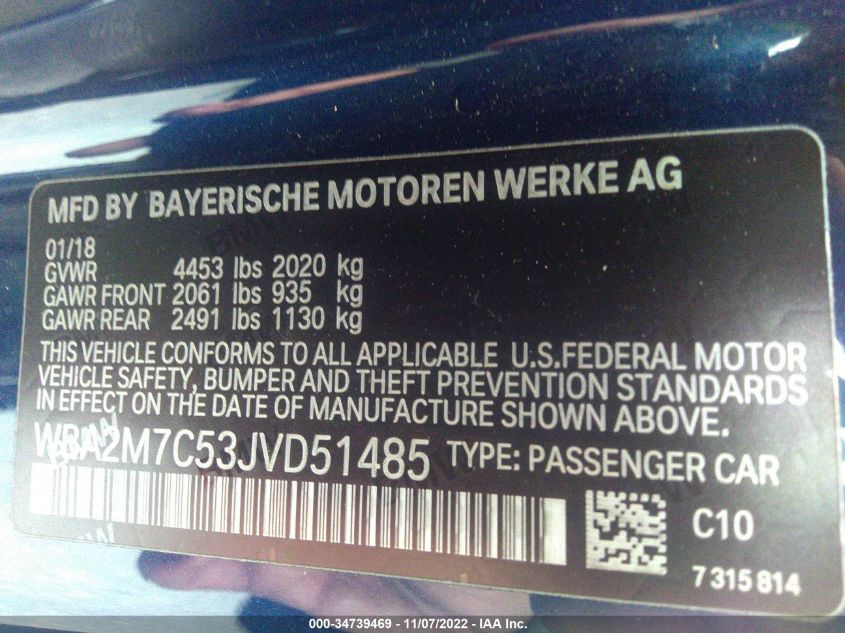 MFD BY BAYERISCHE MOTOREN WERKE AG
01/18
GVWR 4453 lbs 2020 kg
GAWR FRONT 2061 lbs 935 kg
GAWR REAR 2491 lbs 1130 kg
THIS VEHICLE CONFORMS TO ALL APPLICABLE U.S.FEDERAL MOTOR
VEHICLE SAFETY, BUMPER AND THEFT PREVENTION STANDARDS
IN EFFECT ON THE DATE OF MANUFACTURE SHOWN ABOVE.
WBA2M7C53JVD51485 TYPE: PASSENGER CAR
C10
7 315 814
000-34739469 - 11/07/2022 - IAA Inc.